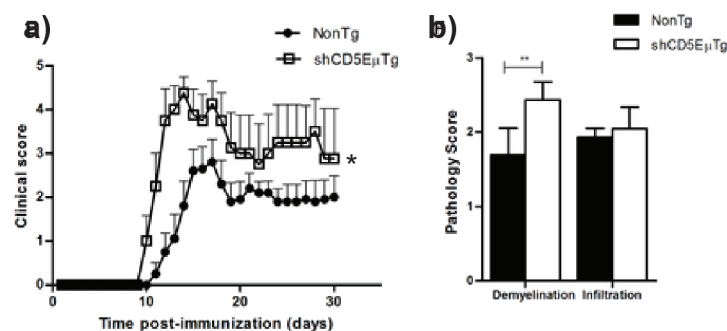 a)
NonTg
shCD5EμTg
Clinical score
5
4
3
2
1
0
0
10
20
30
Time post-immunization (days)
*
b)
NonTg
shCD5EμTg
Pathology Score
3
2
1
0
**
Demyelination
Infiltration